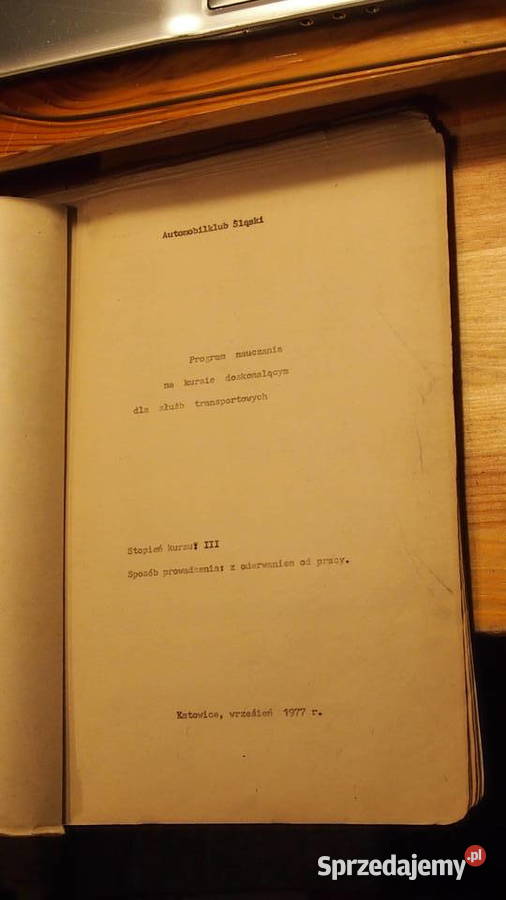 Automobilklub Śląski
Program nauczania
na kursie doskonalącym
dla służb transportowych
Stopień kursu: III
Sposób prowadzenia: z oderwaniem od pracy.
Katowice, wrzesień 1977 r.
Sprzedajemy.pl